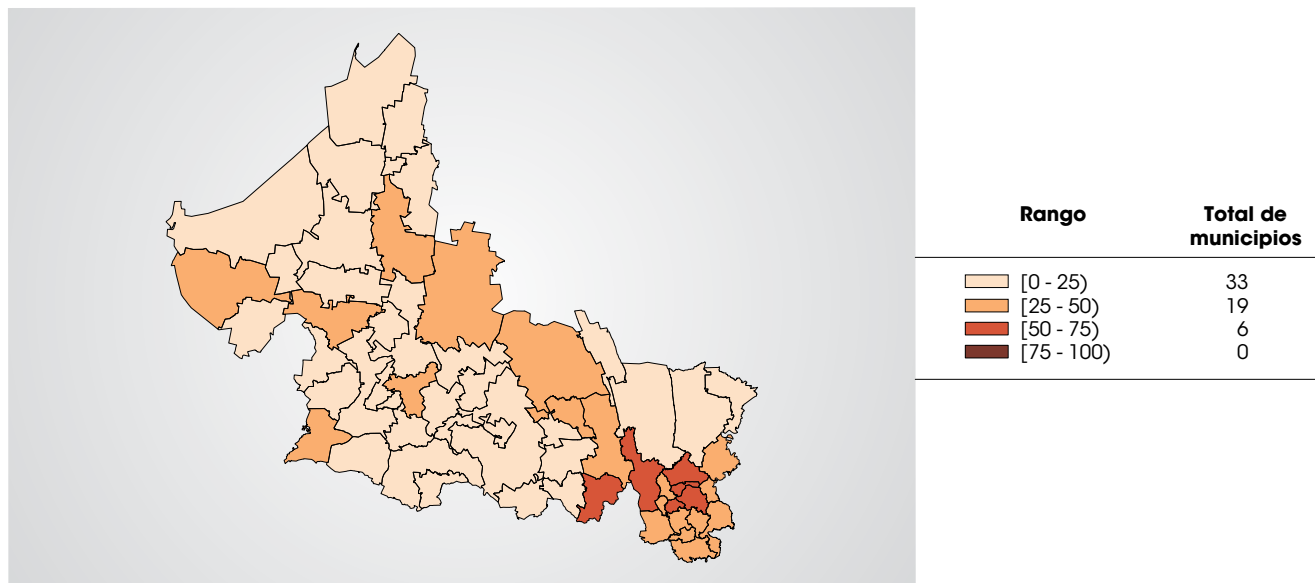 Rango Total de
municipios
[0 - 25) 33
[25 - 50) 19
[50 - 75) 6
[75 - 100) 0